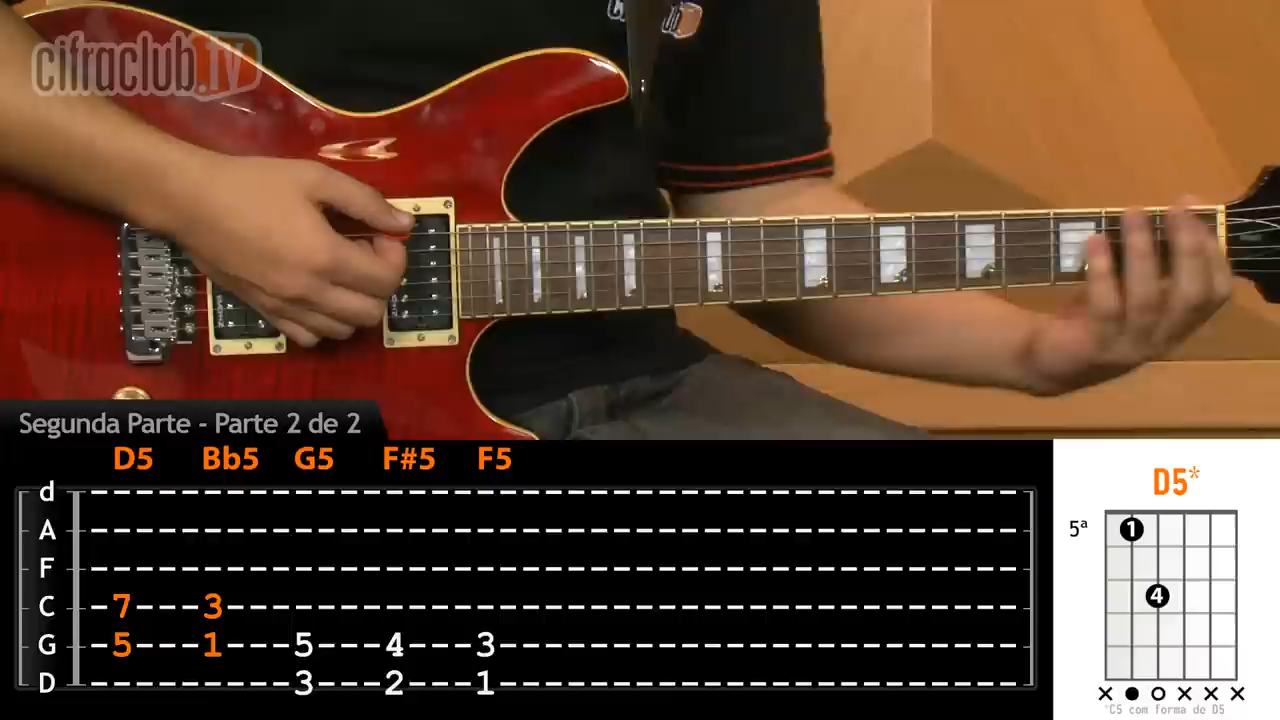 cifraclub.TV
Segunda Parte - Parte 2 de 2
D5 Bb5 G5 F#5 F5
d
A
F
C 7 3
G 5 1 5 4 3
D 3 2 1
D5*
5ª 1
4
X ● ○ X X X
*C5 com forma de D5